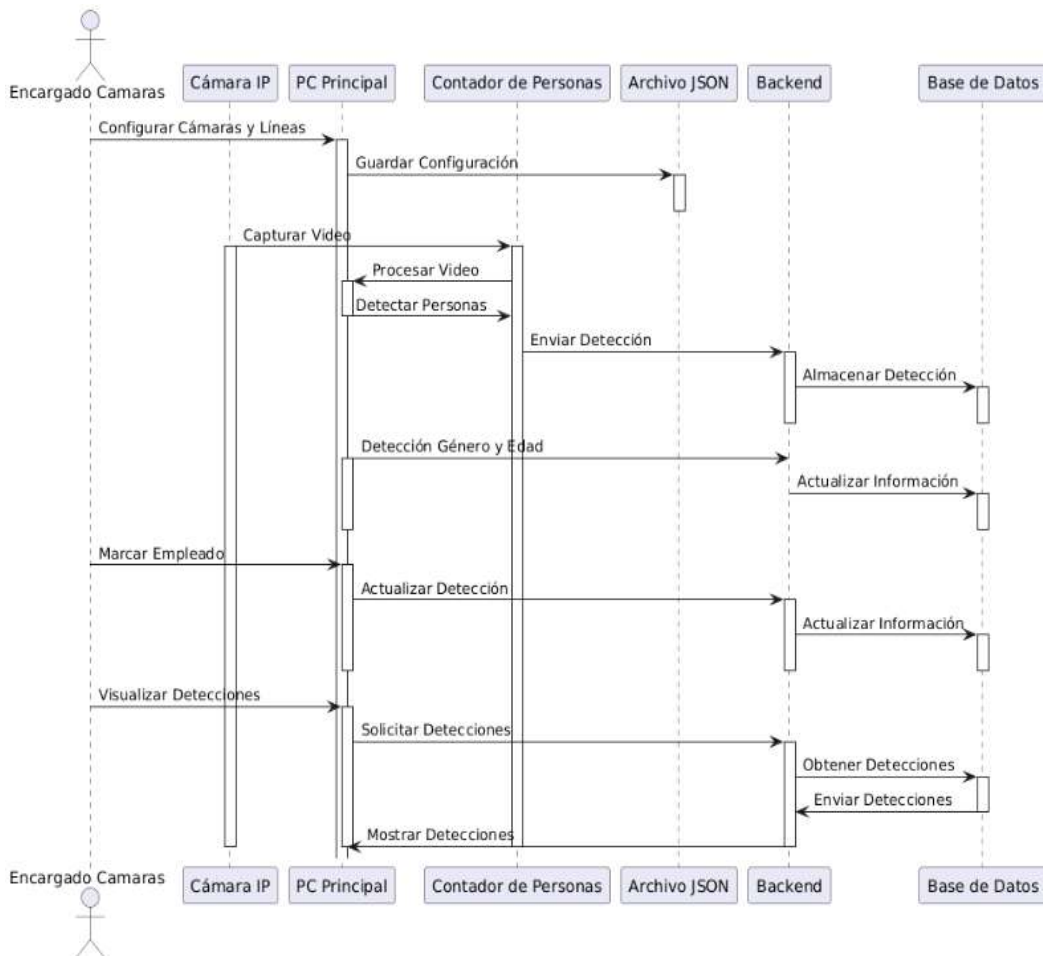 Encargado Camaras
Cámara IP
PC Principal
Contador de Personas
Archivo JSON
Backend
Base de Datos
Configurar Cámaras y Líneas
Guardar Configuración
Capturar Video
Procesar Video
Detectar Personas
Enviar Detección
Almacenar Detección
Detección Género y Edad
Actualizar Información
Marcar Empleado
Actualizar Detección
Actualizar Información
Visualizar Detecciones
Solicitar Detecciones
Obtener Detecciones
Enviar Detecciones
Mostrar Detecciones
Encargado Camaras
Cámara IP
PC Principal
Contador de Personas
Archivo JSON
Backend
Base de Datos